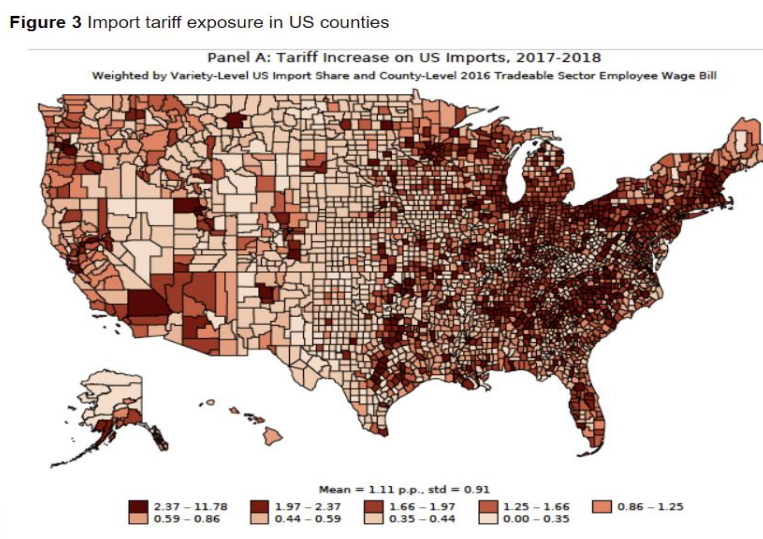 Figure 3 Import tariff exposure in US counties
Panel A: Tariff Increase on US Imports, 2017-2018
Weighted by Variety-Level US Import Share and County-Level 2016 Tradeable Sector Employee Wage Bill
Mean = 1.11 p.p., std = 0.91
2.37 – 11.78 1.97 – 2.37 1.66 – 1.97 1.25 – 1.66 0.86 – 1.25
0.59 – 0.86 0.44 – 0.59 0.35 – 0.44 0.00 – 0.35